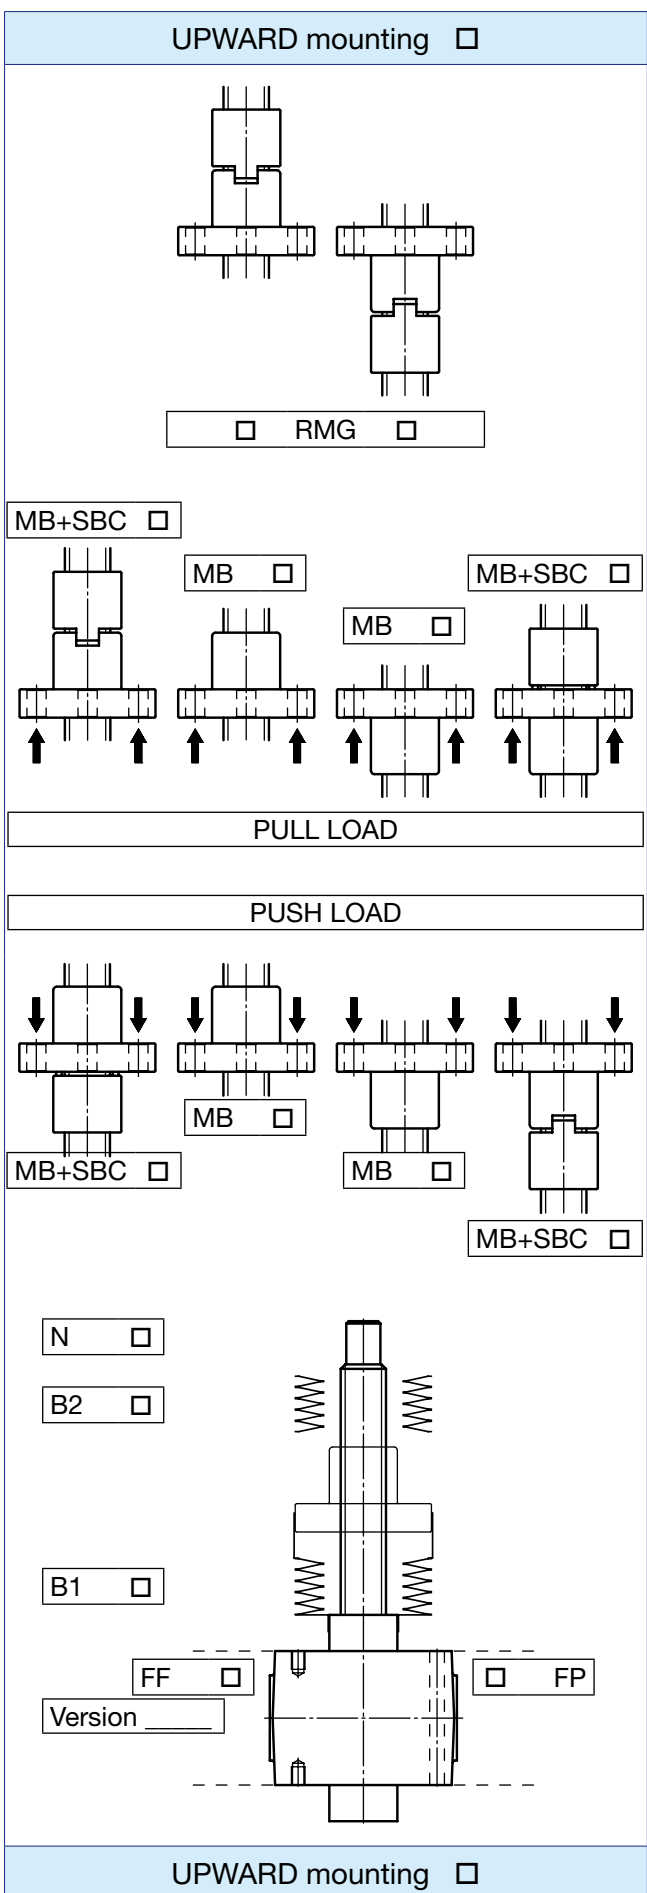 UPWARD mounting □
□ RMG □
MB+SBC □
MB □
MB+SBC □
MB □
PULL LOAD
PUSH LOAD
MB □
MB+SBC □
MB □
MB+SBC □
N □
B2 □
B1 □
FF □
□ FP
Version _____
UPWARD mounting □